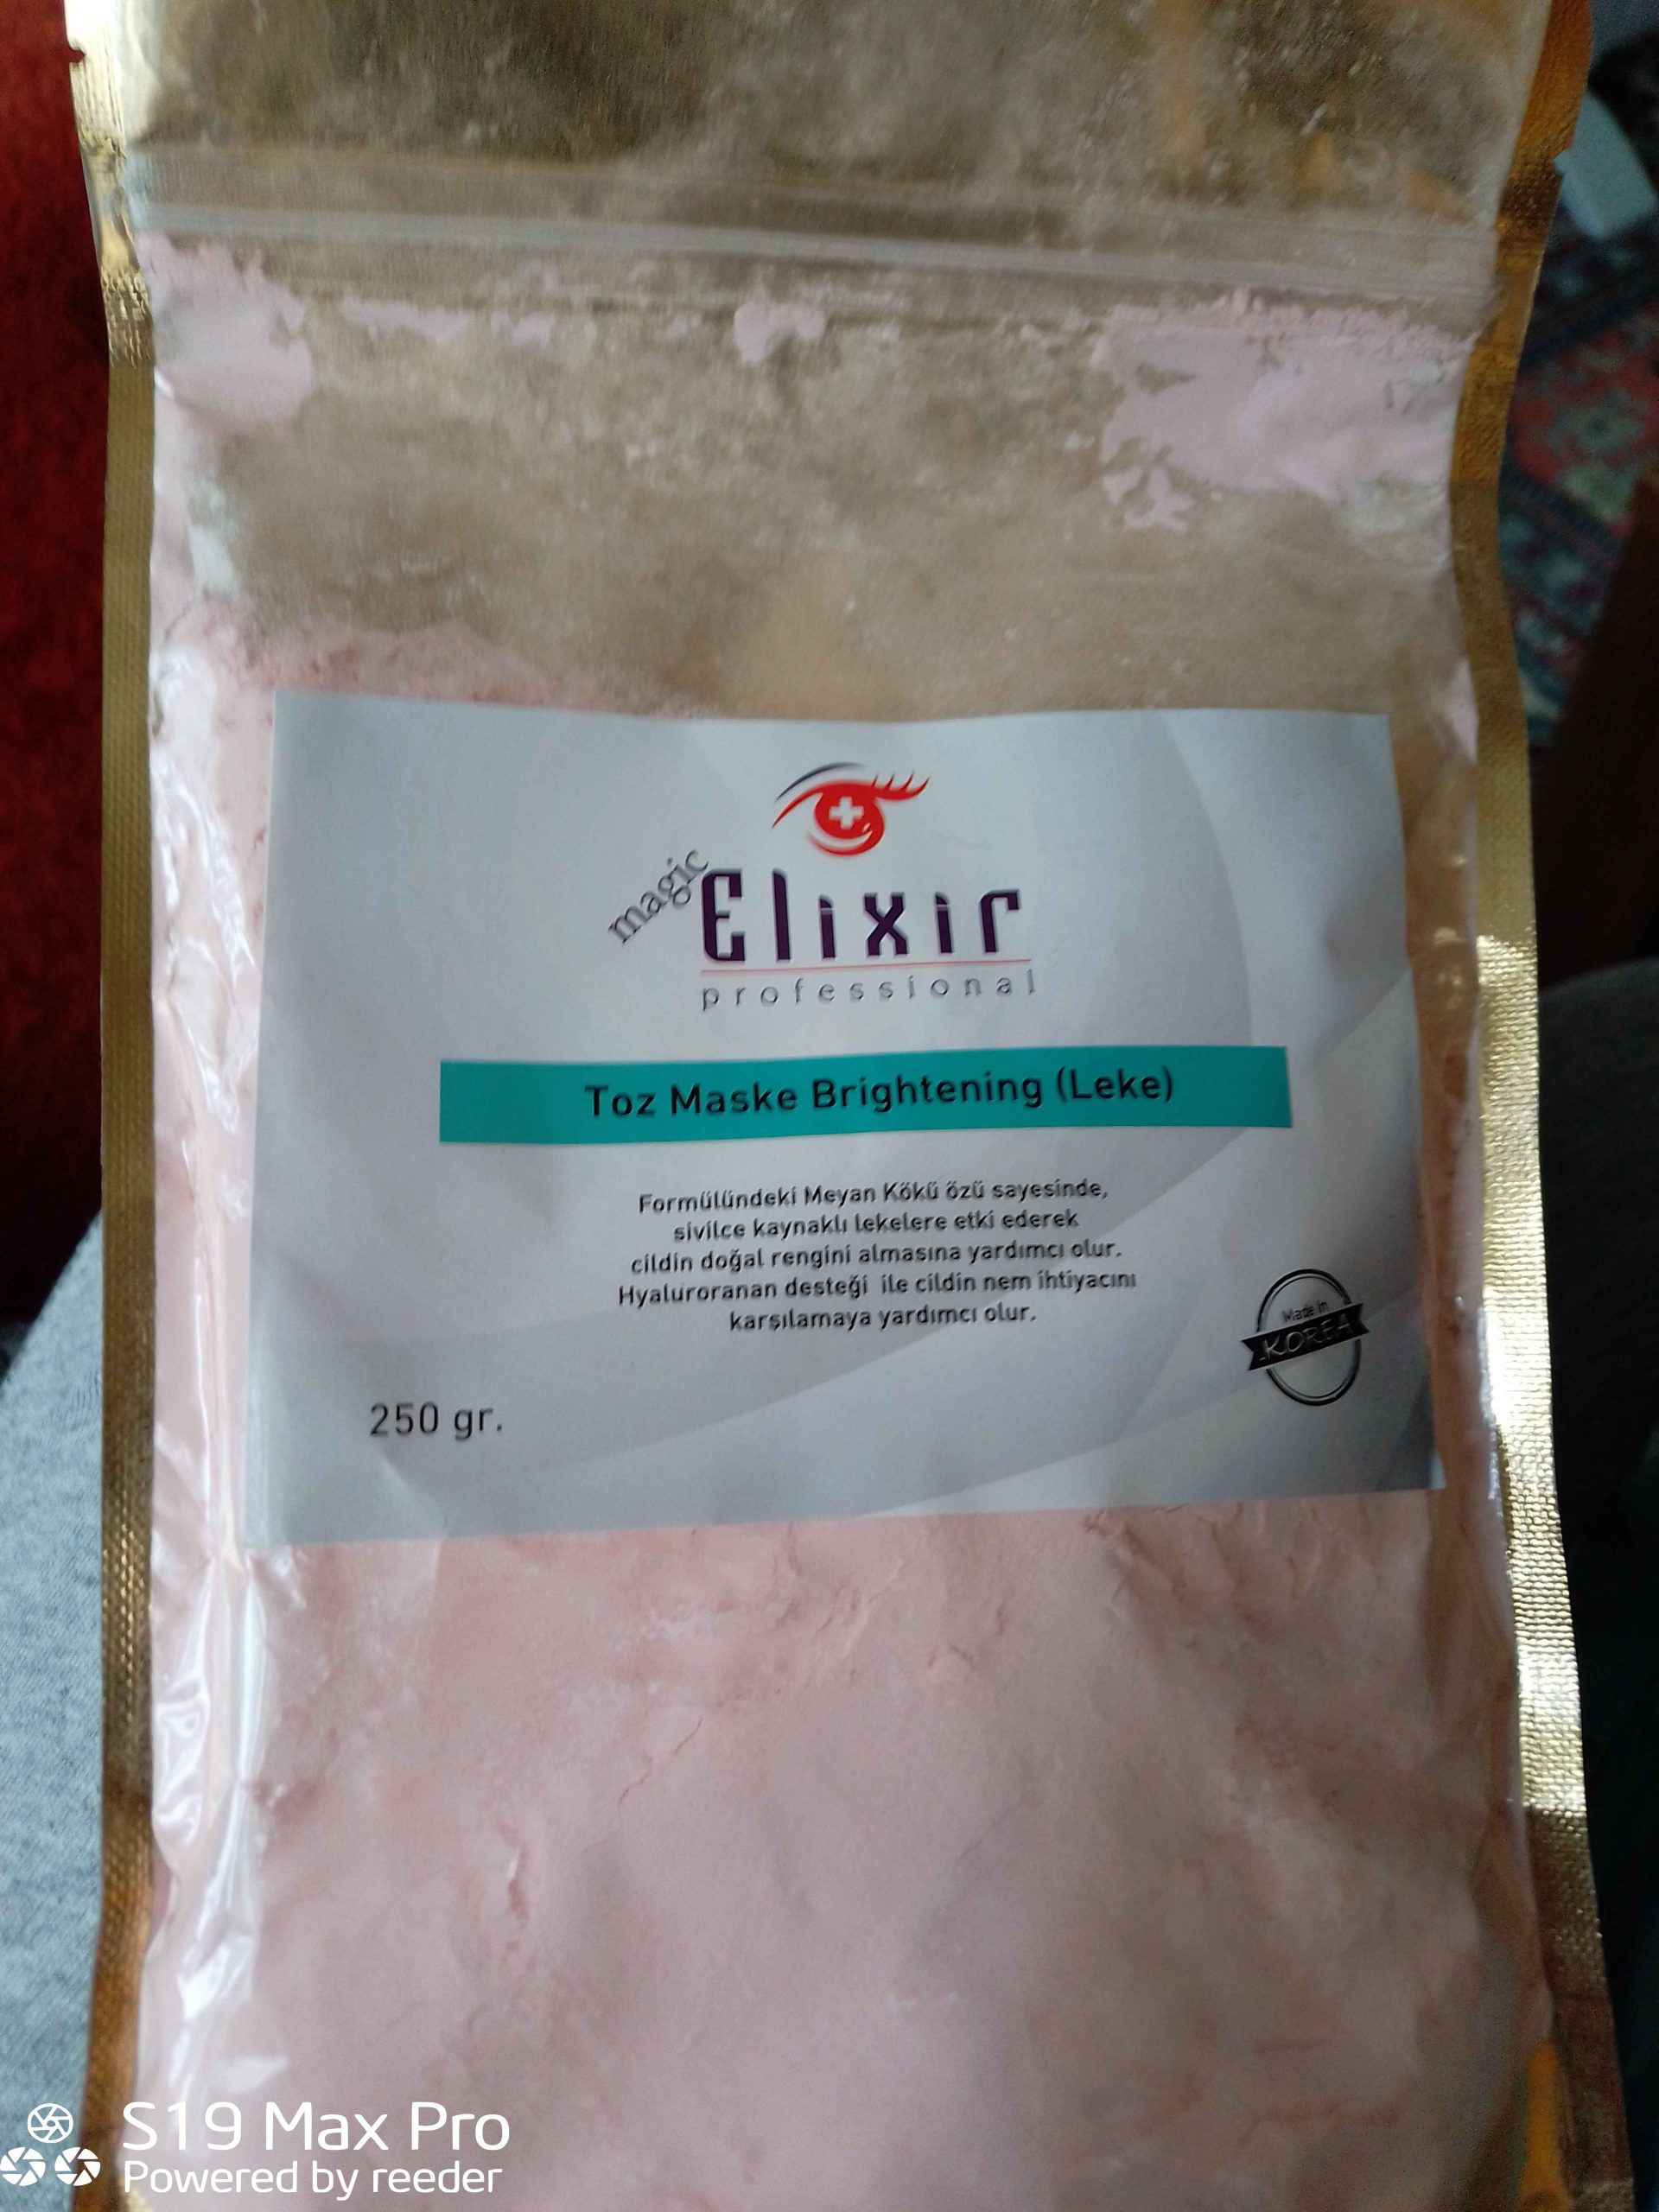 magic
Elixir
professional
Toz Maske Brightening (Leke)
Formülündeki Meyan Kökü özü sayesinde,
sivilce kaynaklı lekelere etki ederek
cildin doğal rengini almasına yardımcı olur.
Hyaluroranan desteği ile cildin nem ihtiyacını
karşılamaya yardımcı olur.
Made in
KOREA
250 gr.
S19 Max Pro
Powered by reeder